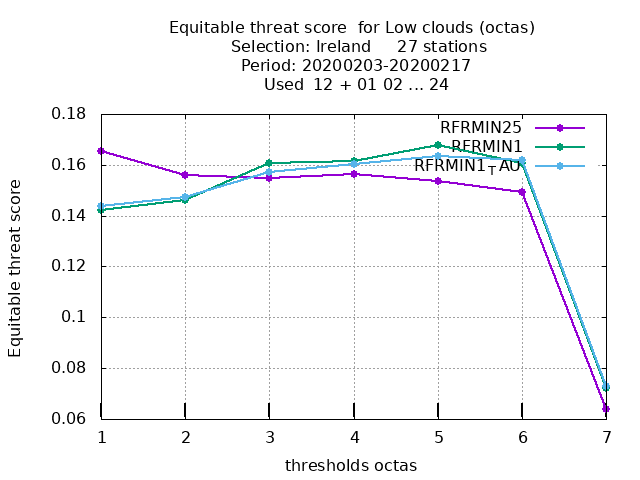 Equitable threat score  for Low clouds (octas)
Selection: Ireland     27 stations
Period: 20200203-20200217
Used  12 + 01 02 ... 24
RFRMIN25
RFRMIN1
RFRMIN1TAU
0.18
0.16
0.14
0.12
0.1
0.08
0.06
Equitable threat score
1 2 3 4 5 6 7
thresholds octas